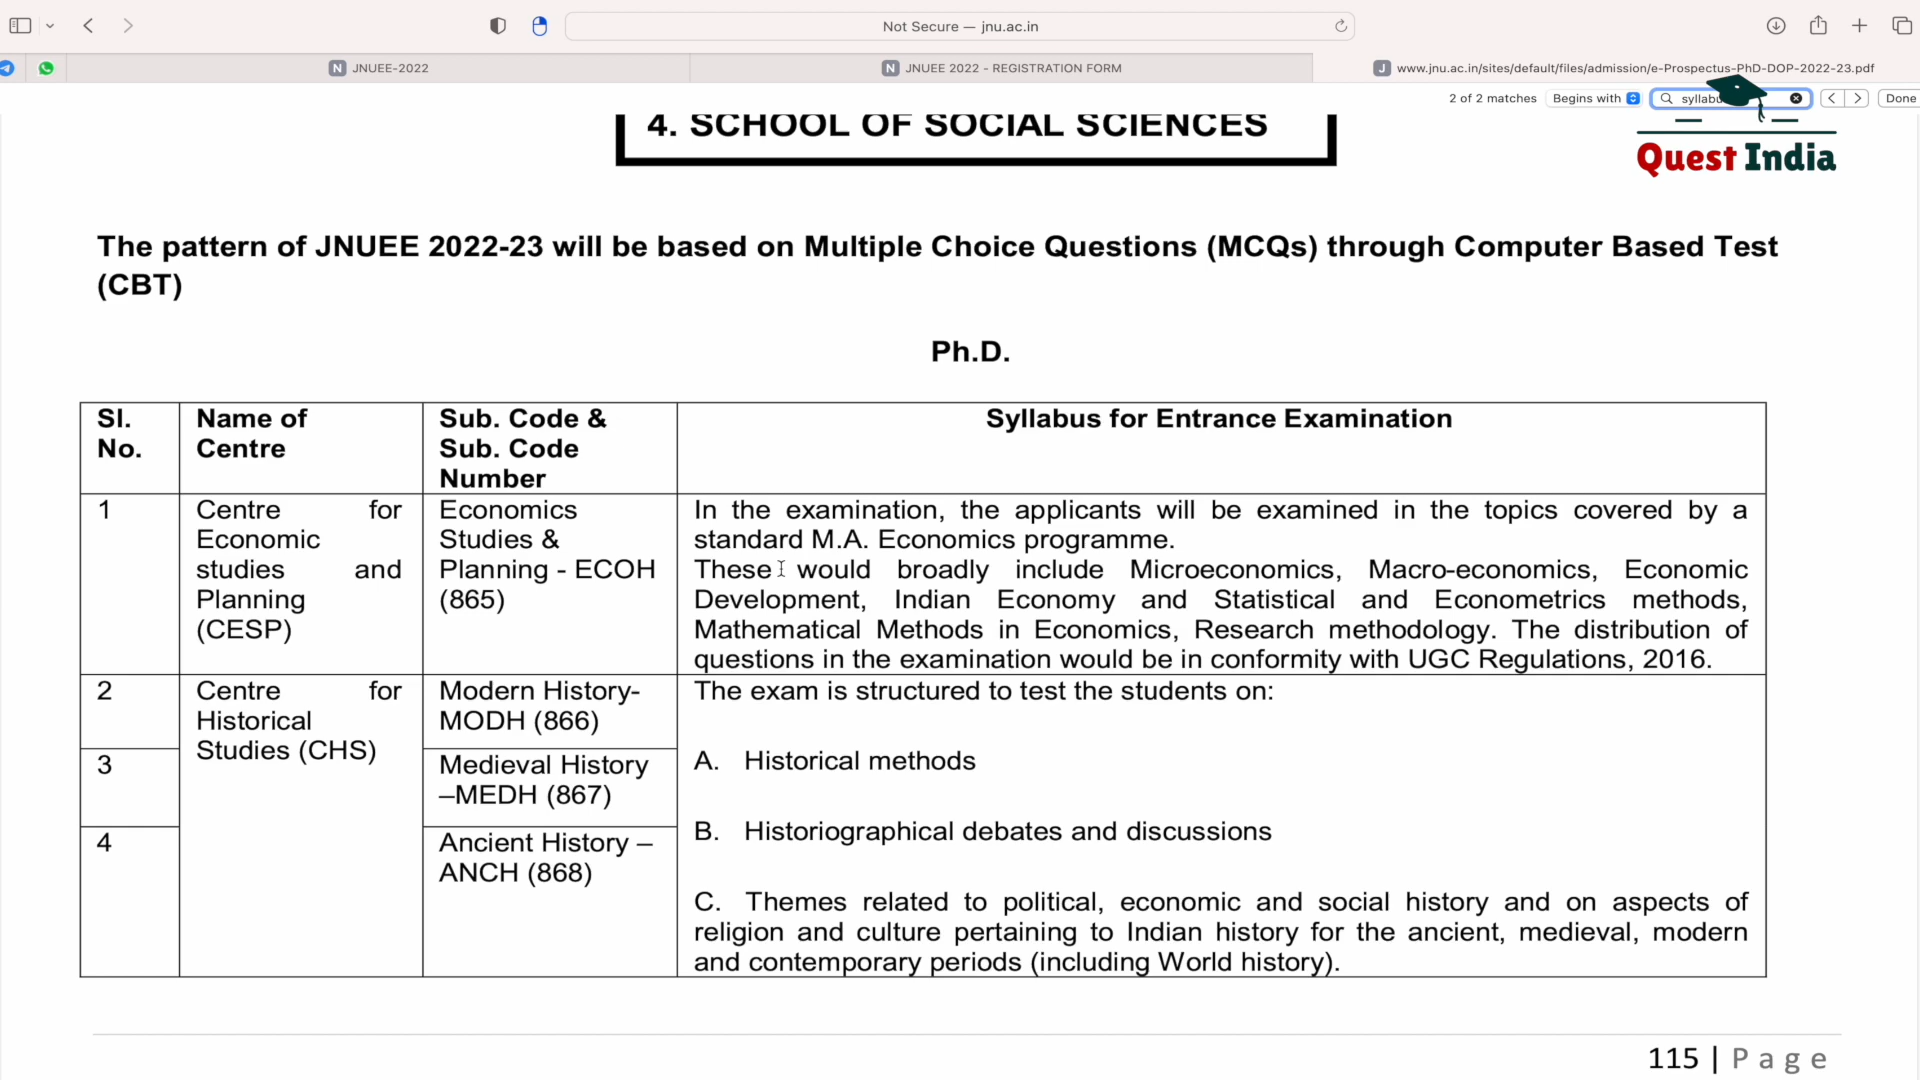 Not Secure — jnu.ac.in
N JNUEE-2022
N JNUEE 2022 - REGISTRATION FORM
J www.jnu.ac.in/sites/default/files/admission/e-Prospectus-PhD-DOP-2022-23.pdf
2 of 2 matches Begins with syllabu Done
4. SCHOOL OF SOCIAL SCIENCES
Quest India
The pattern of JNUEE 2022-23 will be based on Multiple Choice Questions (MCQs) through Computer Based Test
(CBT)
Ph.D.
Sl.
No.
Name of
Centre
Sub. Code &
Sub. Code
Number
Syllabus for Entrance Examination
1
Centre for
Economic
studies and
Planning
(CESP)
Economics
Studies &
Planning - ECOH
(865)
In the examination, the applicants will be examined in the topics covered by a
standard M.A. Economics programme.
These would broadly include Microeconomics, Macro-economics, Economic
Development, Indian Economy and Statistical and Econometrics methods,
Mathematical Methods in Economics, Research methodology. The distribution of
questions in the examination would be in conformity with UGC Regulations, 2016.
2
Centre for
Historical
Studies (CHS)
Modern History-
MODH (866)
3
Medieval History
–MEDH (867)
4
Ancient History –
ANCH (868)
The exam is structured to test the students on:
A. Historical methods
B. Historiographical debates and discussions
C. Themes related to political, economic and social history and on aspects of
religion and culture pertaining to Indian history for the ancient, medieval, modern
and contemporary periods (including World history).
115 | Page